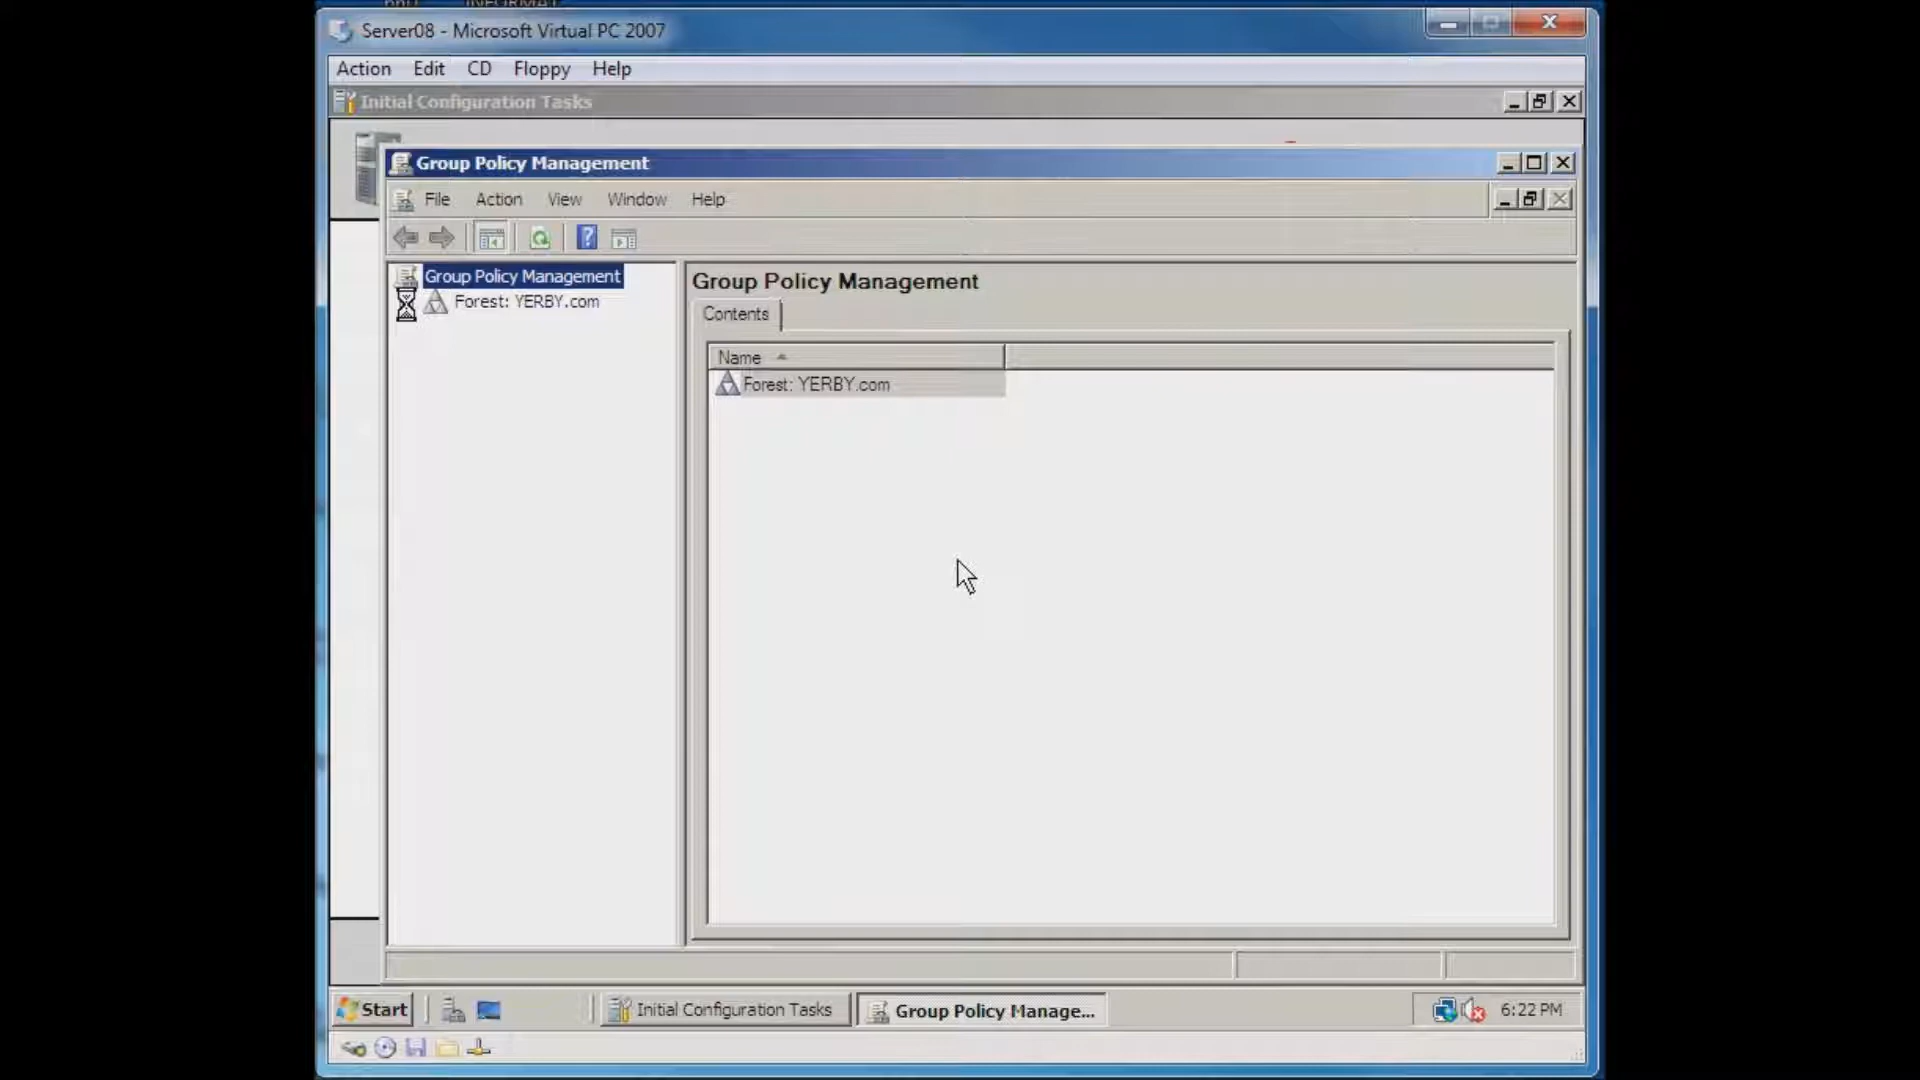 Server08 - Microsoft Virtual PC 2007
Action Edit CD Floppy Help
Initial Configuration Tasks
Group Policy Management
File Action View Window Help
Group Policy Management
Forest: YERBY.com
Group Policy Management
Contents
Name
Forest: YERBY.com
Start
Initial Configuration Tasks
Group Policy Manage...
6:22 PM